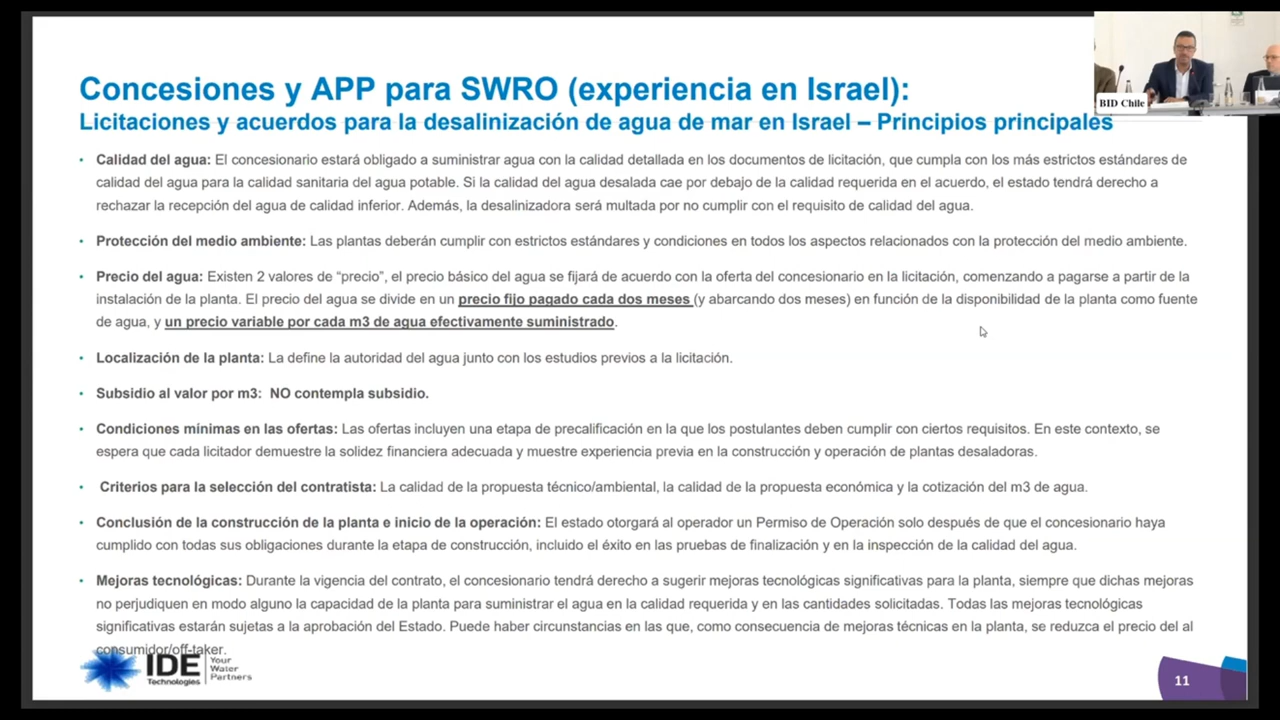 Concesiones y APP para SWRO (experiencia en Israel):
Licitaciones y acuerdos para la desalinización de agua de mar en Israel – Principios principales
BID Chile
• Calidad del agua: El concesionario estará obligado a suministrar agua con la calidad detallada en los documentos de licitación, que cumpla con los más estrictos estándares de
calidad del agua para la calidad sanitaria del agua potable. Si la calidad del agua desalada cae por debajo de la calidad requerida en el acuerdo, el estado tendrá derecho a
rechazar la recepción del agua de calidad inferior. Además, la desalinizadora será multada por no cumplir con el requisito de calidad del agua.
• Protección del medio ambiente: Las plantas deberán cumplir con estrictos estándares y condiciones en todos los aspectos relacionados con la protección del medio ambiente.
• Precio del agua: Existen 2 valores de “precio”, el precio básico del agua se fijará de acuerdo con la oferta del concesionario en la licitación, comenzando a pagarse a partir de la
instalación de la planta. El precio del agua se divide en un precio fijo pagado cada dos meses (y abarcando dos meses) en función de la disponibilidad de la planta como fuente
de agua, y un precio variable por cada m3 de agua efectivamente suministrado.
• Localización de la planta: La define la autoridad del agua junto con los estudios previos a la licitación.
• Subsidio al valor por m3: NO contempla subsidio.
• Condiciones mínimas en las ofertas: Las ofertas incluyen una etapa de precalificación en la que los postulantes deben cumplir con ciertos requisitos. En este contexto, se
espera que cada licitador demuestre la solidez financiera adecuada y muestre experiencia previa en la construcción y operación de plantas desaladoras.
• Criterios para la selección del contratista: La calidad de la propuesta técnico/ambiental, la calidad de la propuesta económica y la cotización del m3 de agua.
• Conclusión de la construcción de la planta e inicio de la operación: El estado otorgará al operador un Permiso de Operación solo después de que el concesionario haya
cumplido con todas sus obligaciones durante la etapa de construcción, incluido el éxito en las pruebas de finalización y en la inspección de la calidad del agua.
• Mejoras tecnológicas: Durante la vigencia del contrato, el concesionario tendrá derecho a sugerir mejoras tecnológicas significativas para la planta, siempre que dichas mejoras
no perjudiquen en modo alguno la capacidad de la planta para suministrar el agua en la calidad requerida y en las cantidades solicitadas. Todas las mejoras tecnológicas
significativas estarán sujetas a la aprobación del Estado. Puede haber circunstancias en las que, como consecuencia de mejoras técnicas en la planta, se reduzca el precio del al
consumidor/off-taker.
IDE
Technologies
Your
Water
Partners
11